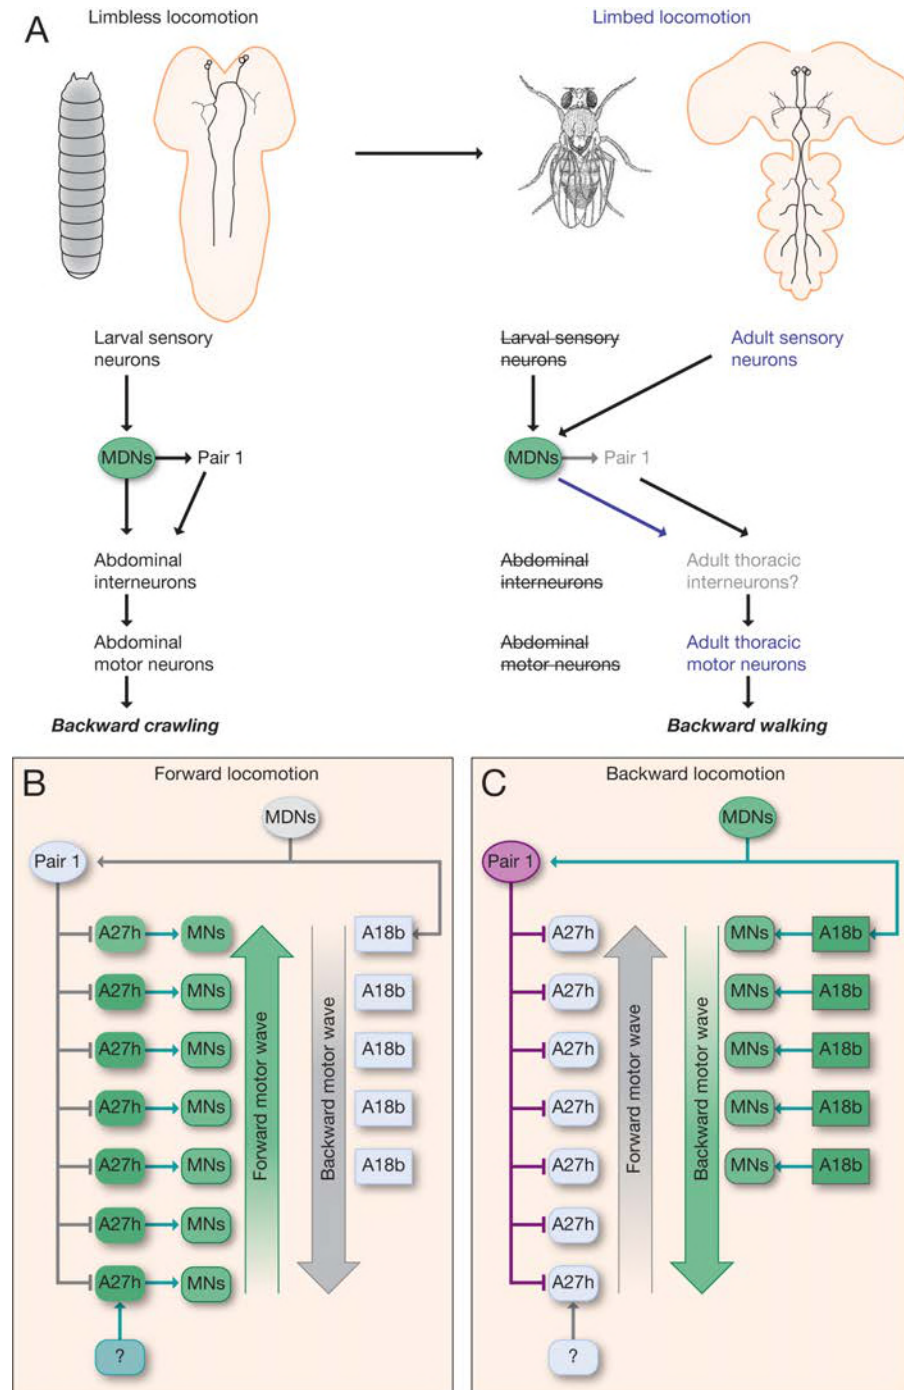 A
Limbless locomotion
Limbed locomotion
Larval sensory
neurons
MDNs
Pair 1
Abdominal
interneurons
Abdominal
motor neurons
Backward crawling
Larval sensory
neurons
Adult sensory
neurons
MDNs
Pair 1
Abdominal
interneurons
Adult thoracic
interneurons?
Abdominal
motor neurons
Adult thoracic
motor neurons
Backward walking
B
Forward locomotion
MDNs
Pair 1
A27h MNs A18b
A27h MNs A18b
A27h MNs A18b
A27h MNs A18b
A27h MNs A18b
A27h MNs
A27h MNs
Forward motor wave
Backward motor wave
?
C
Backward locomotion
MDNs
Pair 1
A27h MNs A18b
A27h MNs A18b
A27h MNs A18b
A27h MNs A18b
A27h MNs A18b
A27h
A27h
Forward motor wave
Backward motor wave
?